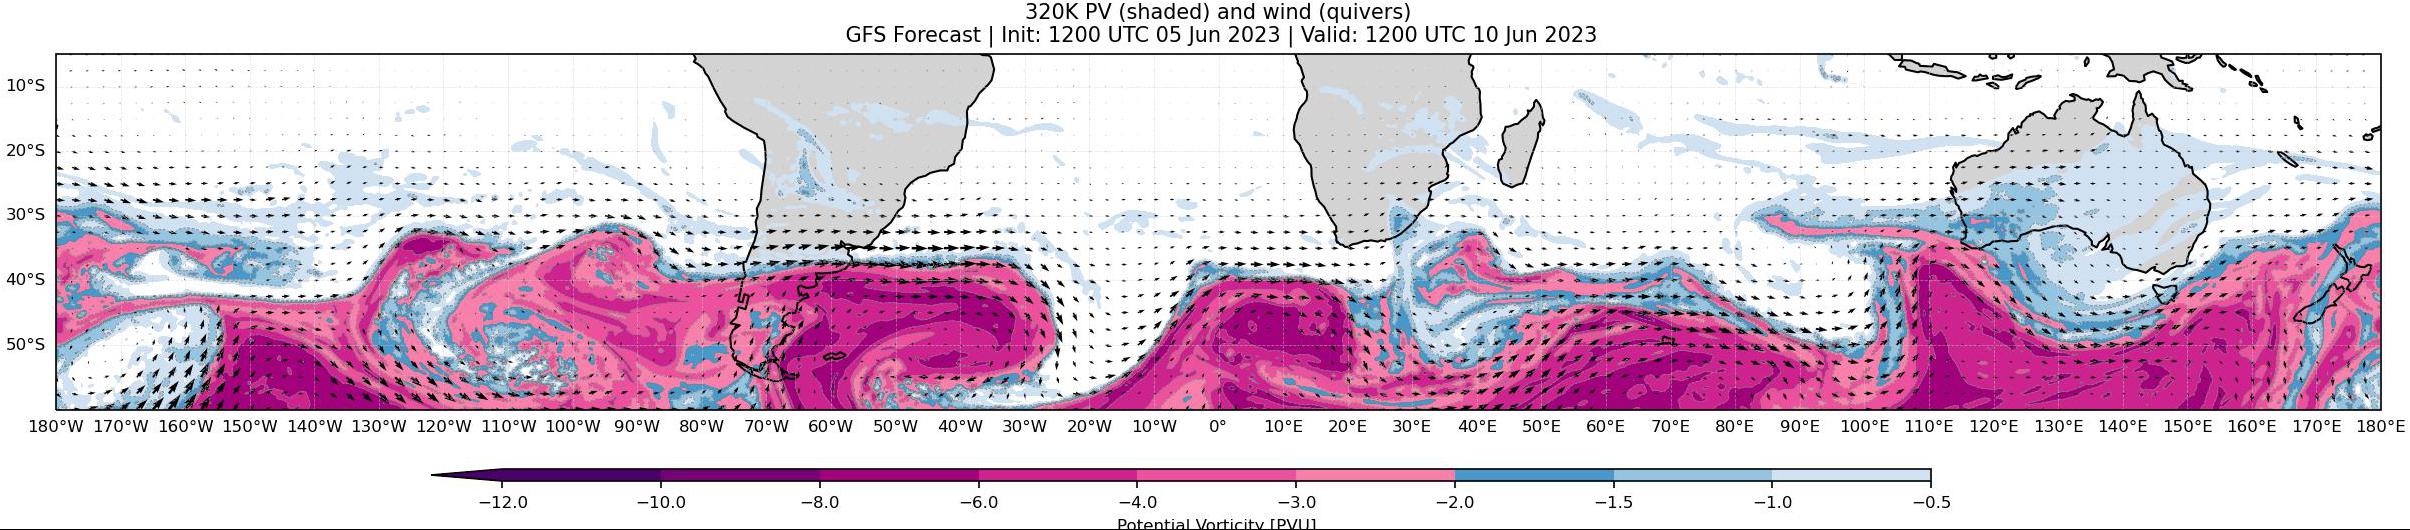 320K PV (shaded) and wind (quivers)
GFS Forecast | Init: 1200 UTC 05 Jun 2023 | Valid: 1200 UTC 10 Jun 2023
10°S
20°S
30°S
40°S
50°S
180°W 170°W 160°W 150°W 140°W 130°W 120°W 110°W 100°W 90°W 80°W 70°W 60°W 50°W 40°W 30°W 20°W 10°W 0° 10°E 20°E 30°E 40°E 50°E 60°E 70°E 80°E 90°E 100°E 110°E 120°E 130°E 140°E 150°E 160°E 170°E 180°E
−12.0 −10.0 −8.0 −6.0 −4.0 −3.0 −2.0 −1.5 −1.0 −0.5
Potential Vorticity [PVU]